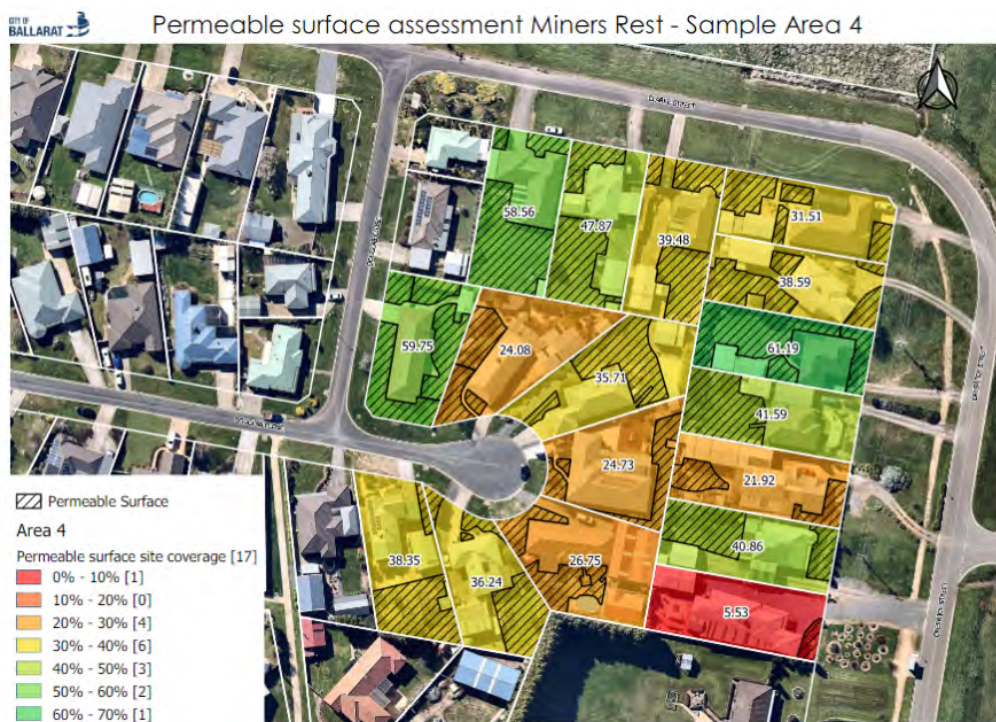 CITY OF
BALLARAT
Permeable surface assessment Miners Rest - Sample Area 4
58.56
47.87
39.48
31.51
38.59
59.75
24.08
35.71
61.19
41.59
24.73
21.92
38.35
36.24
26.75
40.86
5.53
Permeable Surface
Area 4
Permeable surface site coverage [17]
0% - 10% [1]
10% - 20% [0]
20% - 30% [4]
30% - 40% [6]
40% - 50% [3]
50% - 60% [2]
60% - 70% [1]